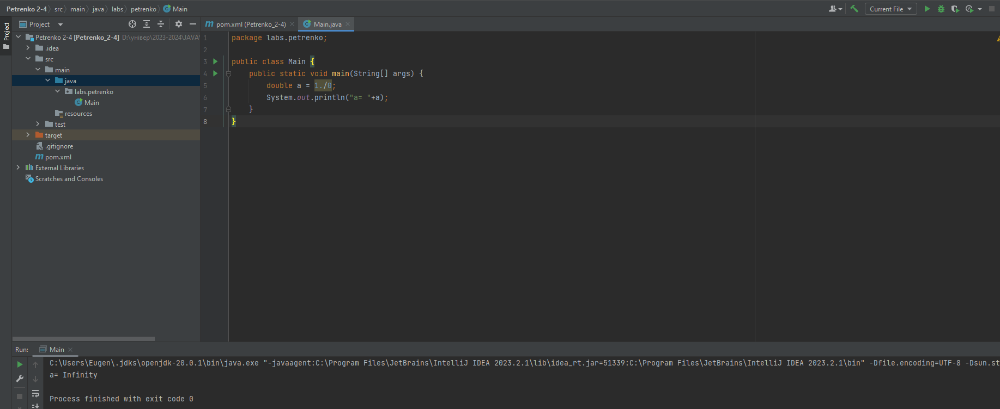 Petrenko 2-4 src main java labs petrenko Main
Current File
Project
Project
pom.xml (Petrenko_2-4) Main.java
Petrenko 2-4 [Petrenko_2-4] D:\універ\2023-2024\JAVA\
.idea
src
main
java
labs.petrenko
Main
resources
test
target
.gitignore
pom.xml
External Libraries
Scratches and Consoles
1 package labs.petrenko;
2
3 public class Main {
4 public static void main(String[] args) {
5 double a = 1./0;
6 System.out.println("a= "+a);
7 }
8 }
Run: Main
C:\Users\Eugen\.jdks\openjdk-20.0.1\bin\java.exe "-javaagent:C:\Program Files\JetBrains\IntelliJ IDEA 2023.2.1\lib\idea_rt.jar=51339:C:\Program Files\JetBrains\IntelliJ IDEA 2023.2.1\bin" -Dfile.encoding=UTF-8 -Dsun.st
a= Infinity
Process finished with exit code 0